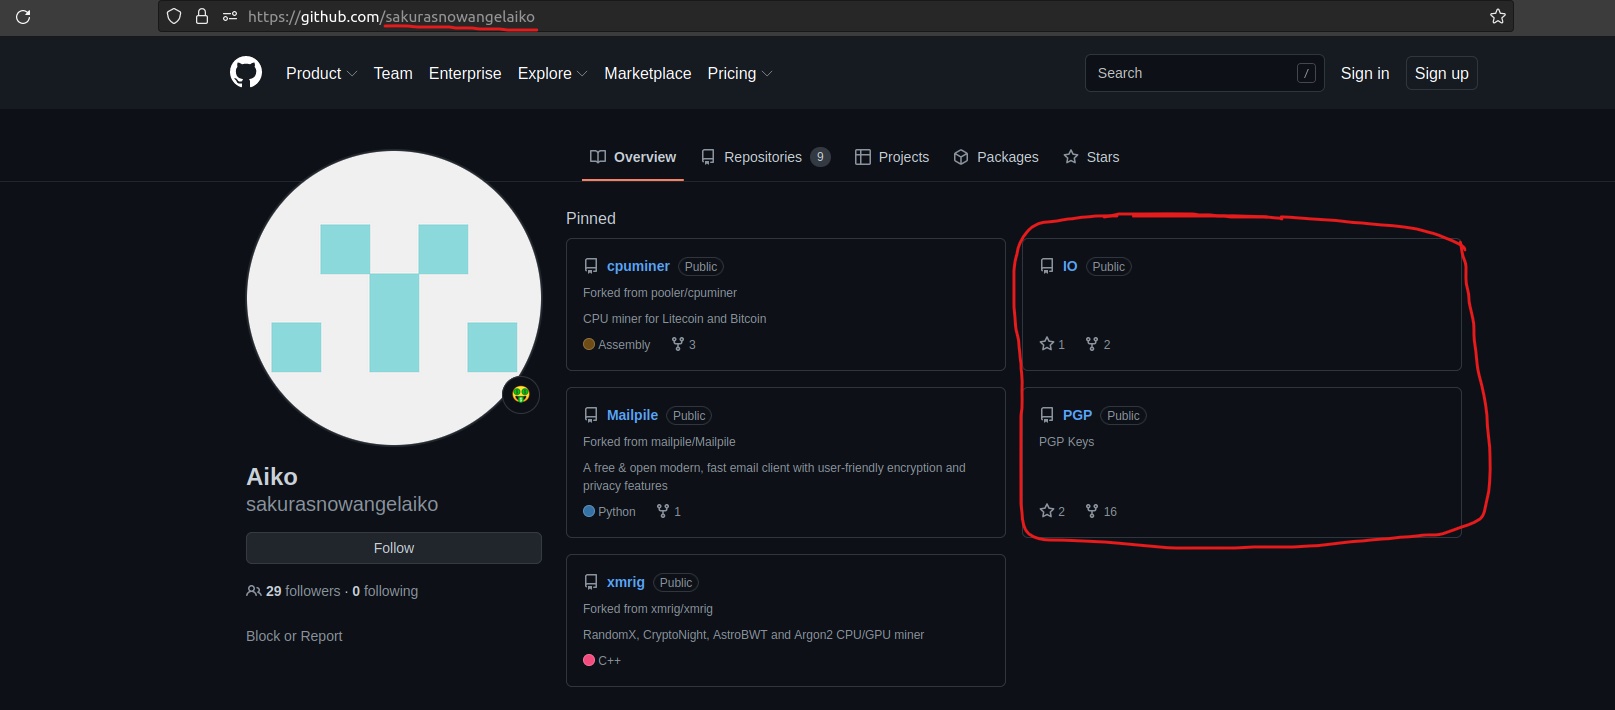 https://github.com/sakurasnowangelaiko
Product Team Enterprise Explore Marketplace Pricing Search / Sign in Sign up
Overview Repositories 9 Projects Packages Stars
Aiko
sakurasnowangelaiko
Follow
29 followers · 0 following
Block or Report
Pinned
cpuminer Public
Forked from pooler/cpuminer
CPU miner for Litecoin and Bitcoin
Assembly 3
IO Public
1 2
Mailpile Public
Forked from mailpile/Mailpile
A free & open modern, fast email client with user-friendly encryption and
privacy features
Python 1
PGP Public
PGP Keys
2 16
xmrig Public
Forked from xmrig/xmrig
RandomX, CryptoNight, AstroBWT and Argon2 CPU/GPU miner
C++